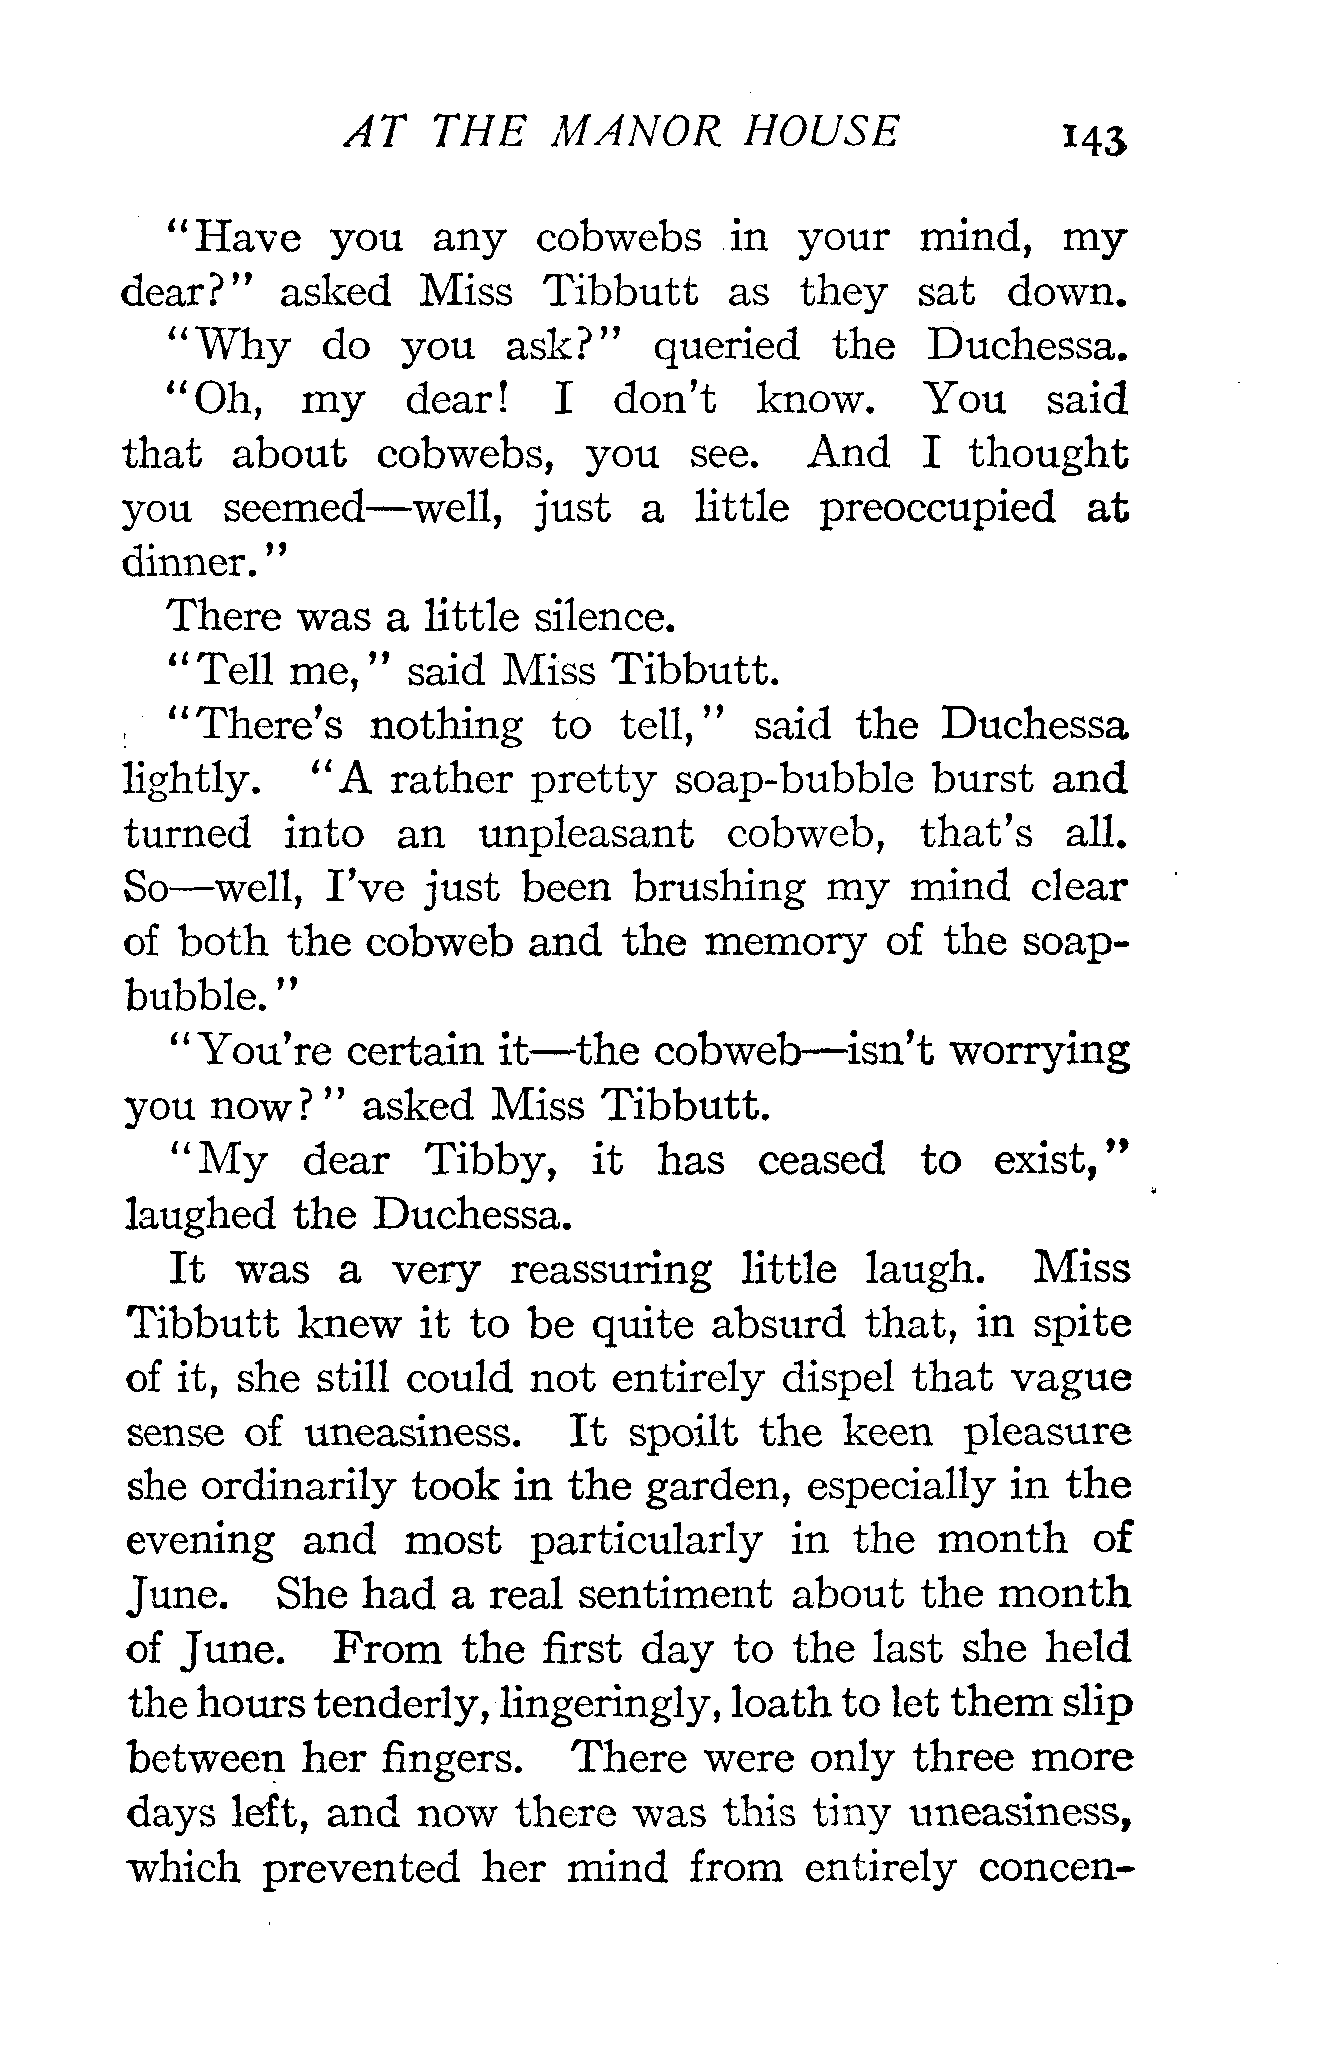 AT THE MANOR HOUSE 143
"Have you any cobwebs in your mind, my
dear?" asked Miss Tibbutt as they sat down.
"Why do you ask?" queried the Duchessa.
"Oh, my dear! I don't know. You said
that about cobwebs, you see. And I thought
you seemed—well, just a little preoccupied at
dinner."
There was a little silence.
"Tell me," said Miss Tibbutt.
"There's nothing to tell," said the Duchessa
lightly. "A rather pretty soap-bubble burst and
turned into an unpleasant cobweb, that's all.
So—well, I've just been brushing my mind clear
of both the cobweb and the memory of the soap-
bubble."
"You're certain it—the cobweb—isn't worrying
you now?" asked Miss Tibbutt.
"My dear Tibby, it has ceased to exist,"
laughed the Duchessa.
It was a very reassuring little laugh. Miss
Tibbutt knew it to be quite absurd that, in spite
of it, she still could not entirely dispel that vague
sense of uneasiness. It spoilt the keen pleasure
she ordinarily took in the garden, especially in the
evening and most particularly in the month of
June. She had a real sentiment about the month
of June. From the first day to the last she held
the hours tenderly, lingeringly, loath to let them slip
between her fingers. There were only three more
days left, and now there was this tiny uneasiness,
which prevented her mind from entirely concen-